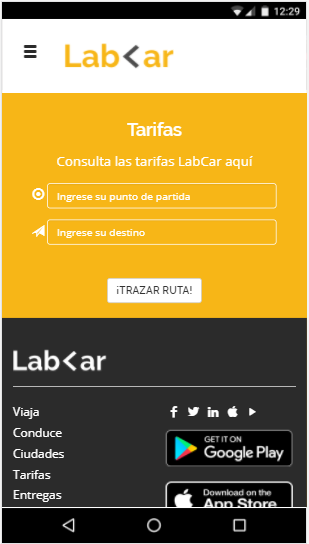 12:29
Lab<ar
Tarifas
Consulta las tarifas LabCar aquí
Ingrese su punto de partida
Ingrese su destino
¡TRAZAR RUTA!
Lab<ar
Viaja
Conduce
Ciudades
Tarifas
Entregas
GET IT ON
Google Play
Download on the
App Store